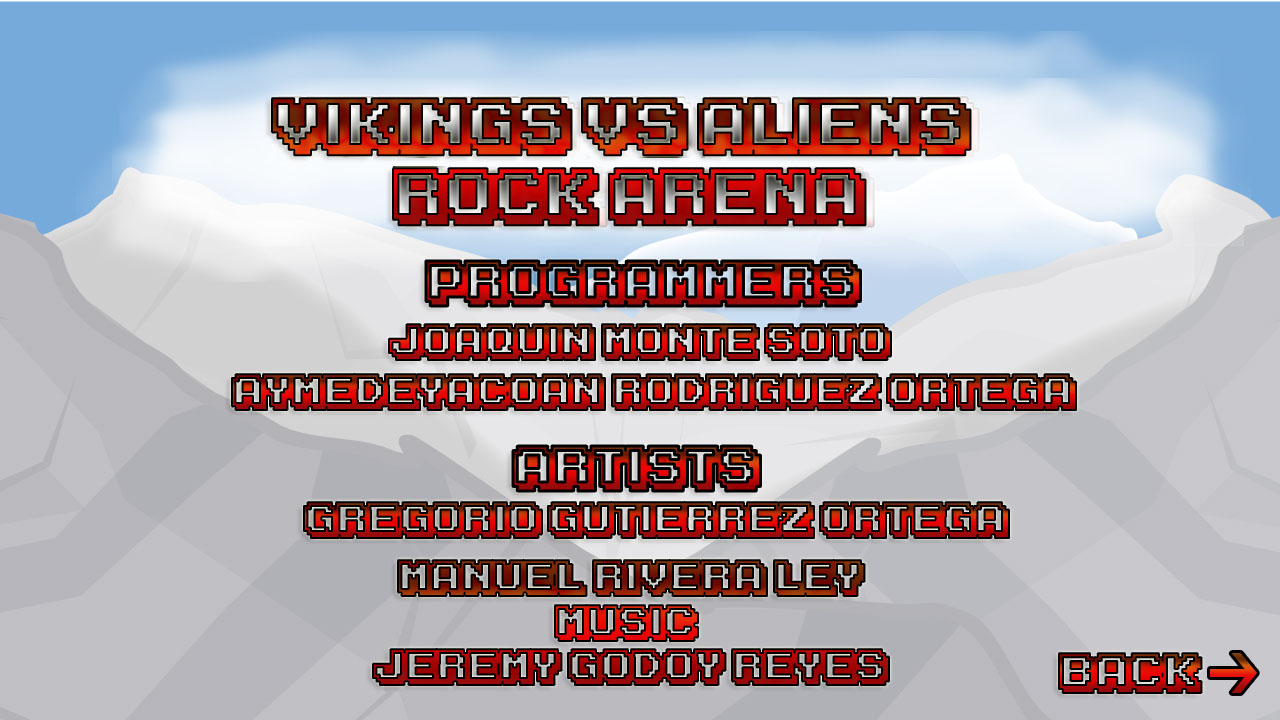 VIKINGS VS ALIENS
ROCK ARENA
PROGRAMMERS
JOAQUIN MONTE SOTO
AYMEDEYACOAN RODRIGUEZ ORTEGA
ARTISTS
GREGORIO GUTIERREZ ORTEGA
MANUEL RIVERA LEY
MUSIC
JEREMY GODOY REYES
BACK